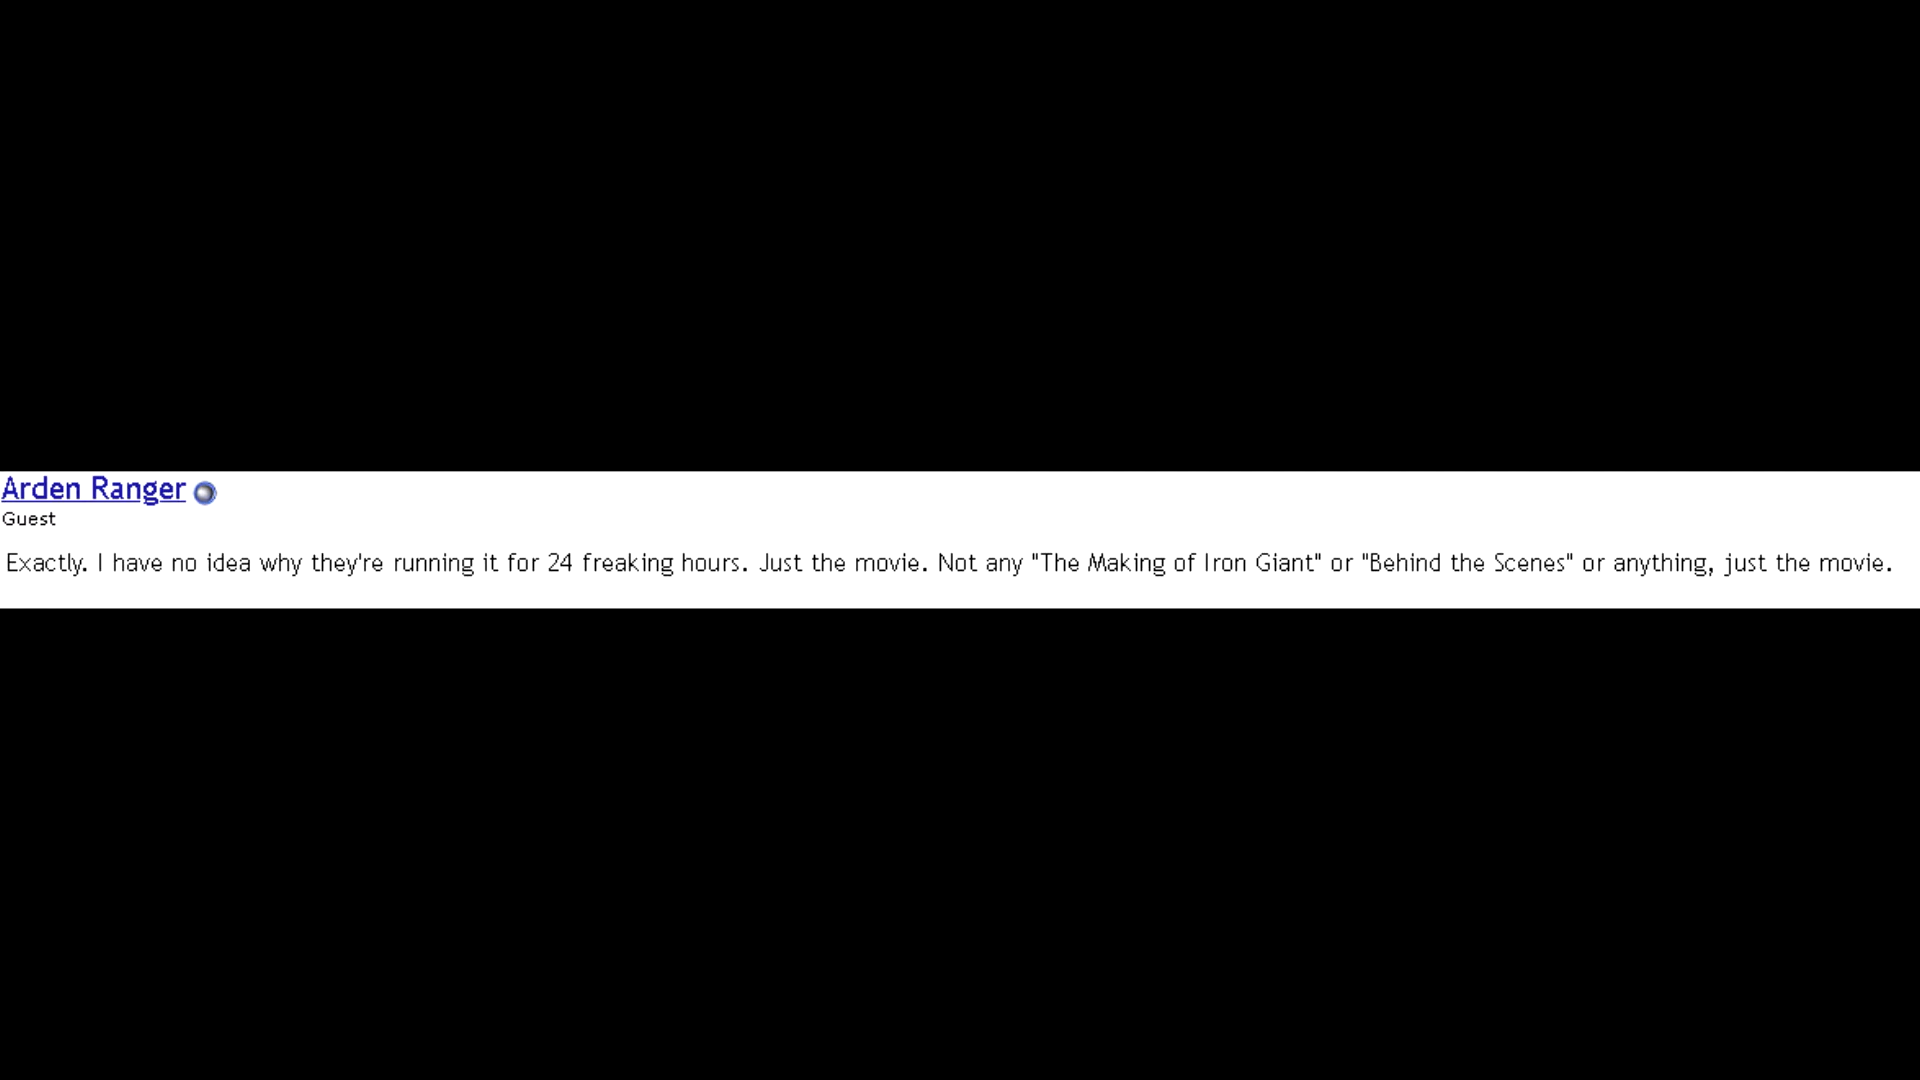 Arden Ranger
Guest
Exactly. I have no idea why they're running it for 24 freaking hours. Just the movie. Not any "The Making of Iron Giant" or "Behind the Scenes" or anything, just the movie.